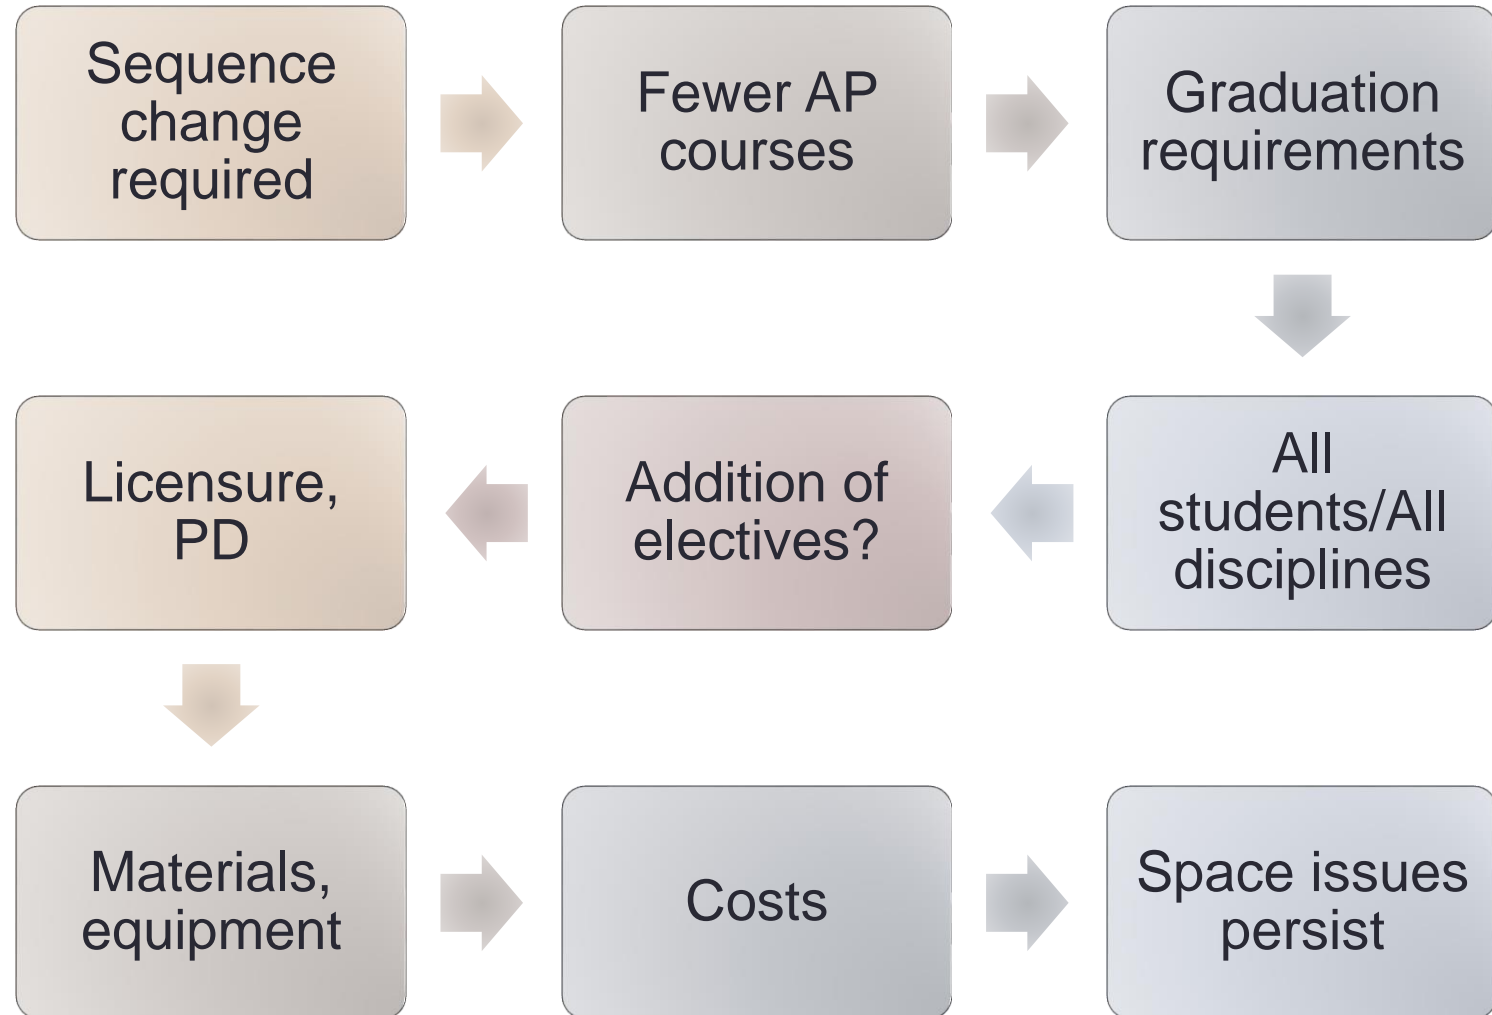 Sequence
change
required
Fewer AP
courses
Graduation
requirements
All
students/All
disciplines
Addition of
electives?
Licensure,
PD
Materials,
equipment
Costs
Space issues
persist